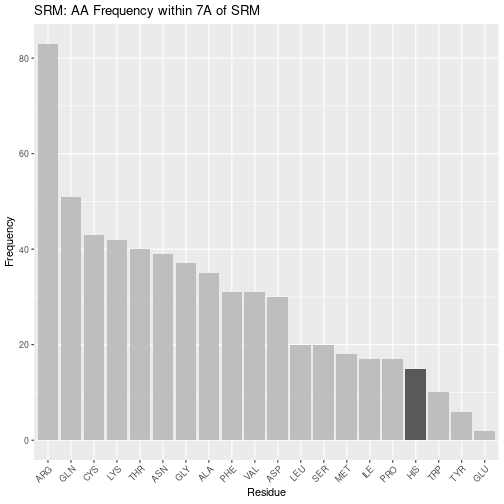 SRM: AA Frequency within 7A of SRM
Frequency
80
60
40
20
0
ARG GLN CYS LYS THR ASN GLY ALA PHE VAL ASP LEU SER MET ILE PRO HIS TRP TYR GLU
Residue